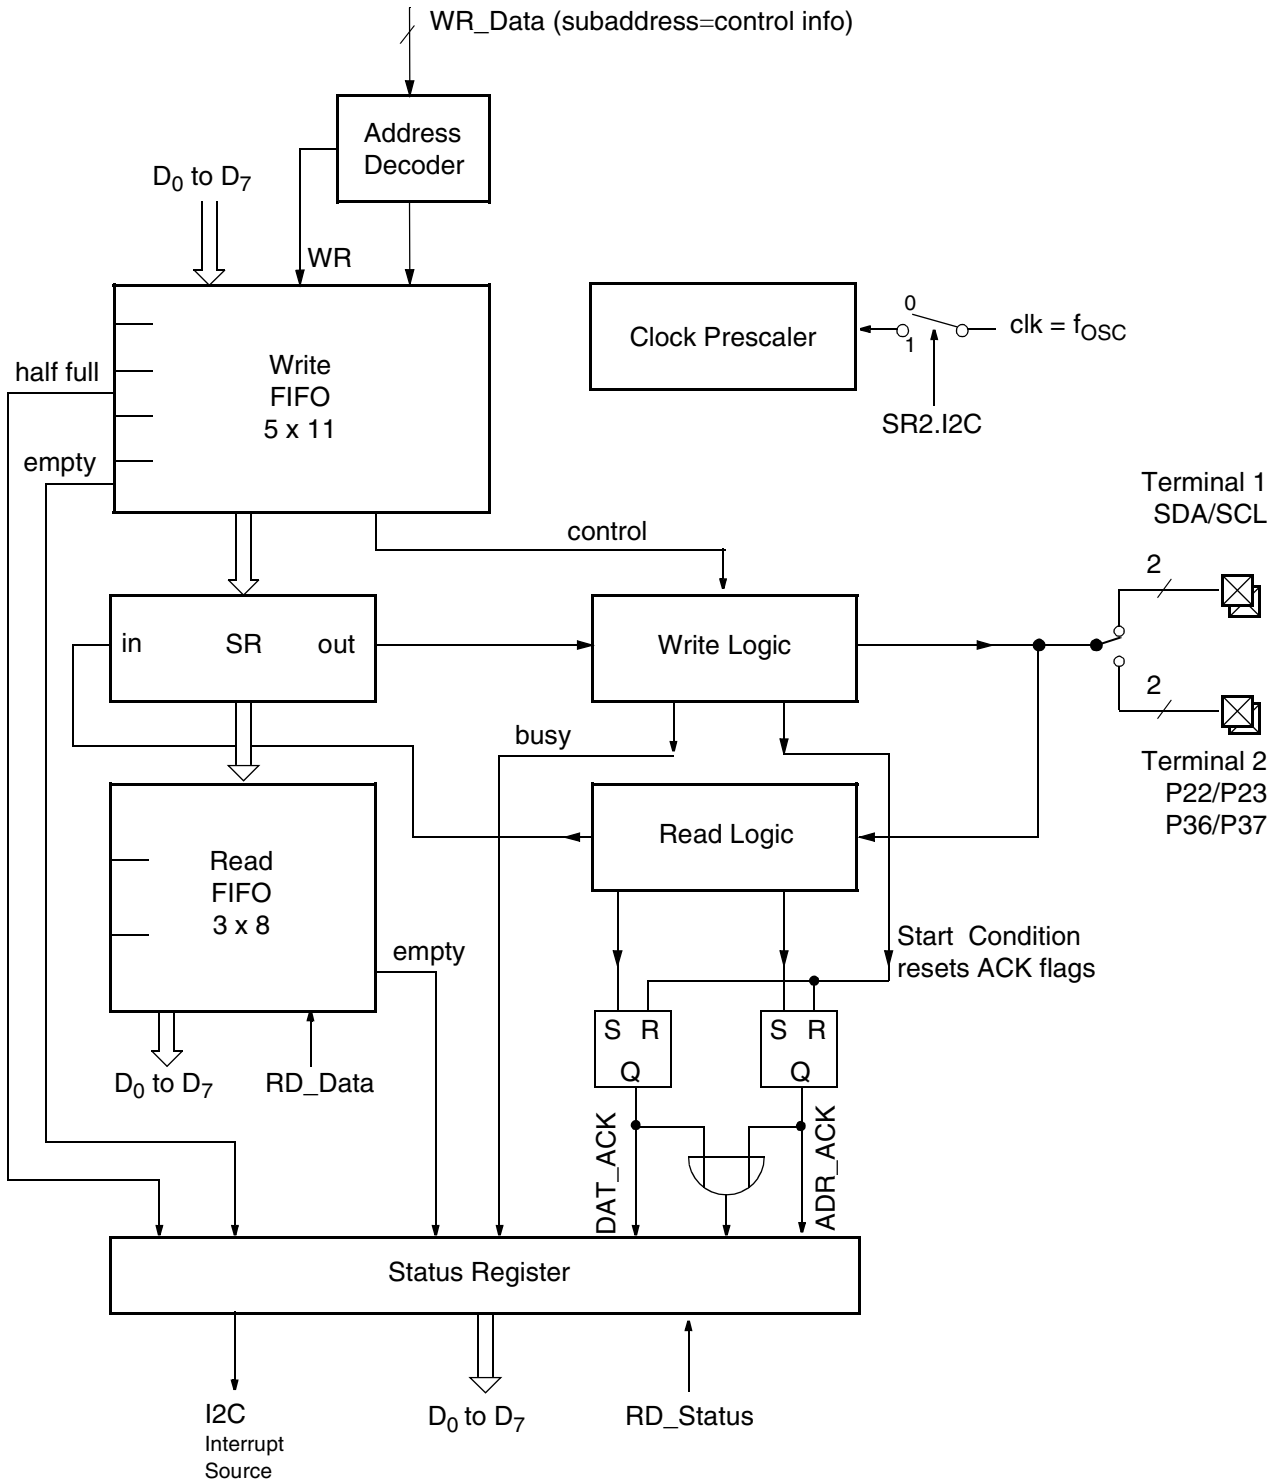 WR_Data (subaddress=control info)
Address
Decoder
D0 to D7
WR
Write
FIFO
5 x 11
half full
empty
Clock Prescaler
0
1
clk = fOSC
SR2.I2C
Terminal 1
SDA/SCL
2
control
in SR out
Write Logic
2
Terminal 2
P22/P23
P36/P37
busy
Read Logic
Read
FIFO
3 x 8
empty
Start Condition
resets ACK flags
S R
Q
S R
Q
D0 to D7
RD_Data
DAT_ACK
ADR_ACK
Status Register
I2C
Interrupt
Source
D0 to D7
RD_Status